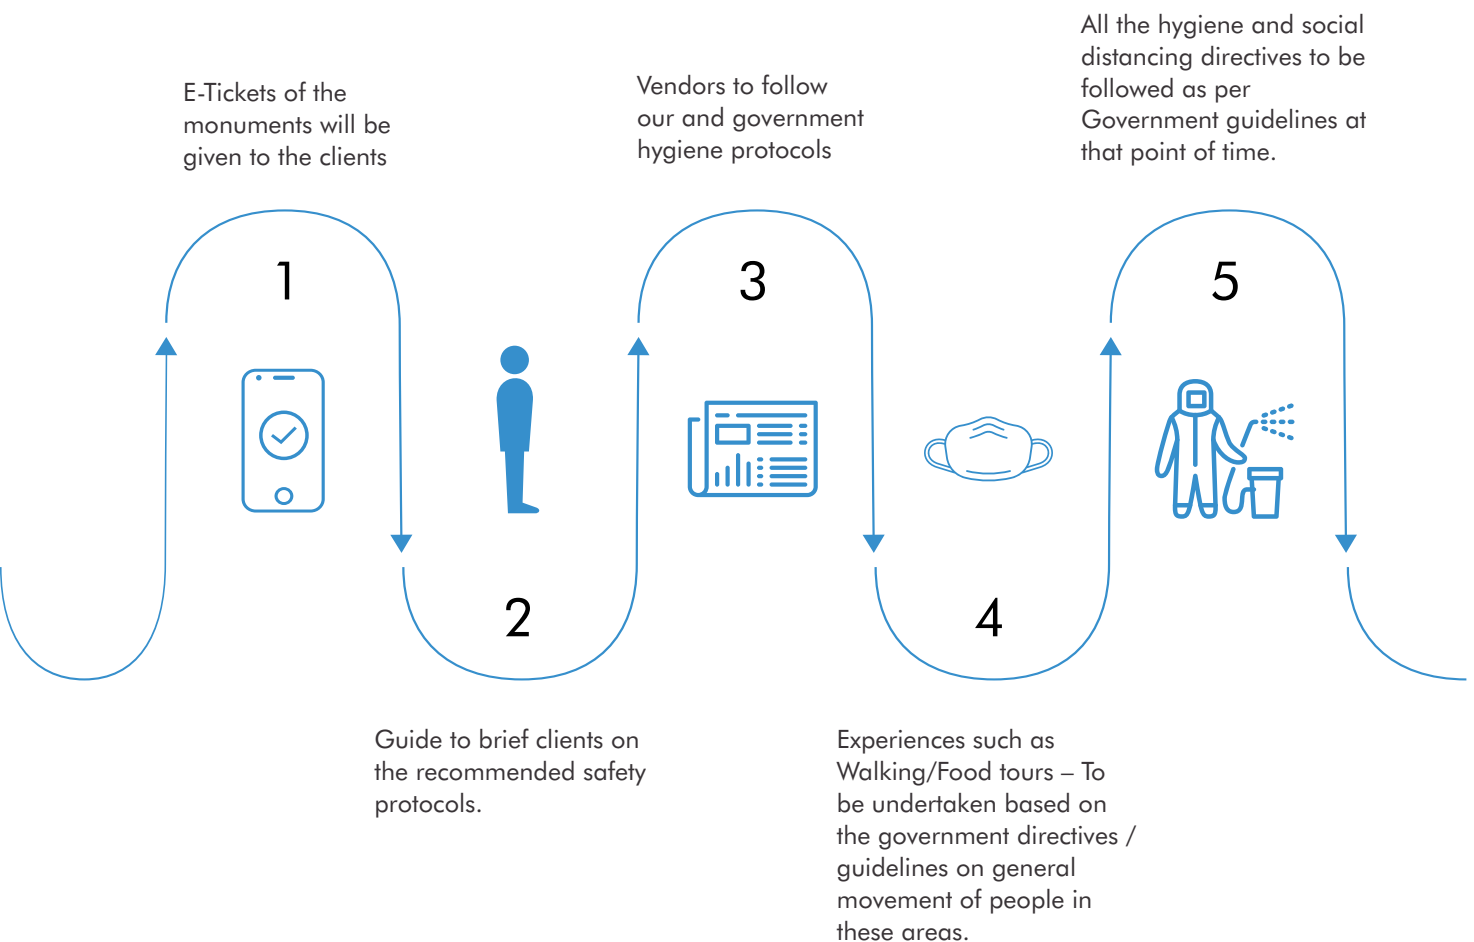 E-Tickets of the
monuments will be
given to the clients
1
Guide to brief clients on
the recommended safety
protocols.
2
Vendors to follow
our and government
hygiene protocols
3
Experiences such as
Walking/Food tours – To
be undertaken based on
the government directives /
guidelines on general
movement of people in
these areas.
4
All the hygiene and social
distancing directives to be
followed as per
Government guidelines at
that point of time.
5